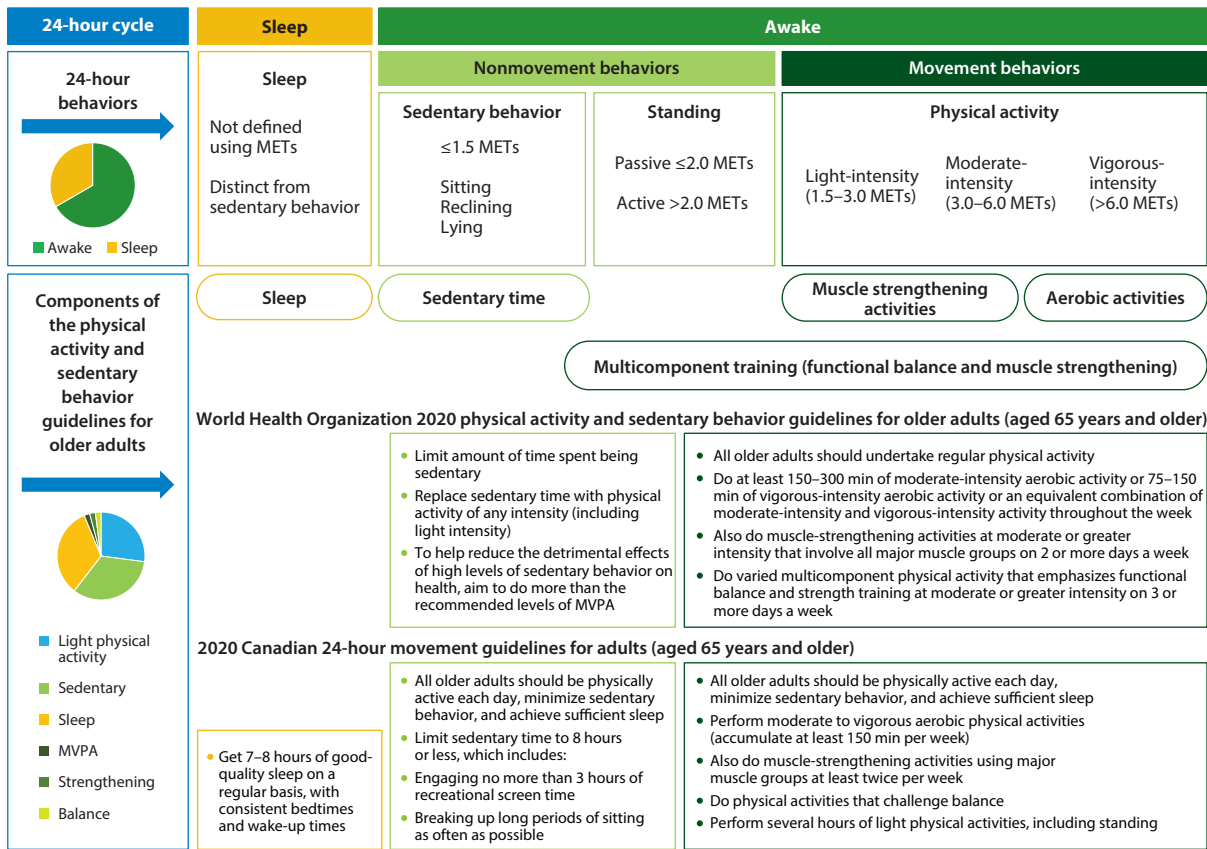 24-hour cycle
Sleep
Awake
24-hour
behaviors
Awake
Sleep
Sleep
Not defined
using METs
Distinct from
sedentary behavior
Nonmovement behaviors
Sedentary behavior
≤1.5 METs
Sitting
Reclining
Lying
Standing
Passive ≤2.0 METs
Active >2.0 METs
Movement behaviors
Physical activity
Light-intensity
(1.5–3.0 METs)
Moderate-
intensity
(3.0–6.0 METs)
Vigorous-
intensity
(>6.0 METs)
Components of
the physical
activity and
sedentary
behavior
guidelines for
older adults
Light physical
activity
Sedentary
Sleep
MVPA
Strengthening
Balance
Sleep
Sedentary time
Muscle strengthening
activities
Aerobic activities
Multicomponent training (functional balance and muscle strengthening)
World Health Organization 2020 physical activity and sedentary behavior guidelines for older adults (aged 65 years and older)
• Limit amount of time spent being
sedentary
• Replace sedentary time with physical
activity of any intensity (including
light intensity)
• To help reduce the detrimental effects
of high levels of sedentary behavior on
health, aim to do more than the
recommended levels of MVPA
• All older adults should undertake regular physical activity
• Do at least 150–300 min of moderate-intensity aerobic activity or 75–150
min of vigorous-intensity aerobic activity or an equivalent combination of
moderate-intensity and vigorous-intensity activity throughout the week
• Also do muscle-strengthening activities at moderate or greater
intensity that involve all major muscle groups on 2 or more days a week
• Do varied multicomponent physical activity that emphasizes functional
balance and strength training at moderate or greater intensity on 3 or
more days a week
2020 Canadian 24-hour movement guidelines for adults (aged 65 years and older)
• Get 7–8 hours of good-
quality sleep on a
regular basis, with
consistent bedtimes
and wake-up times
• All older adults should be physically
active each day, minimize sedentary
behavior, and achieve sufficient sleep
• Limit sedentary time to 8 hours
or less, which includes:
• Engaging no more than 3 hours of
recreational screen time
• Breaking up long periods of sitting
as often as possible
• All older adults should be physically active each day,
minimize sedentary behavior, and achieve sufficient sleep
• Perform moderate to vigorous aerobic physical activities
(accumulate at least 150 min per week)
• Also do muscle-strengthening activities using major
muscle groups at least twice per week
• Do physical activities that challenge balance
• Perform several hours of light physical activities, including standing